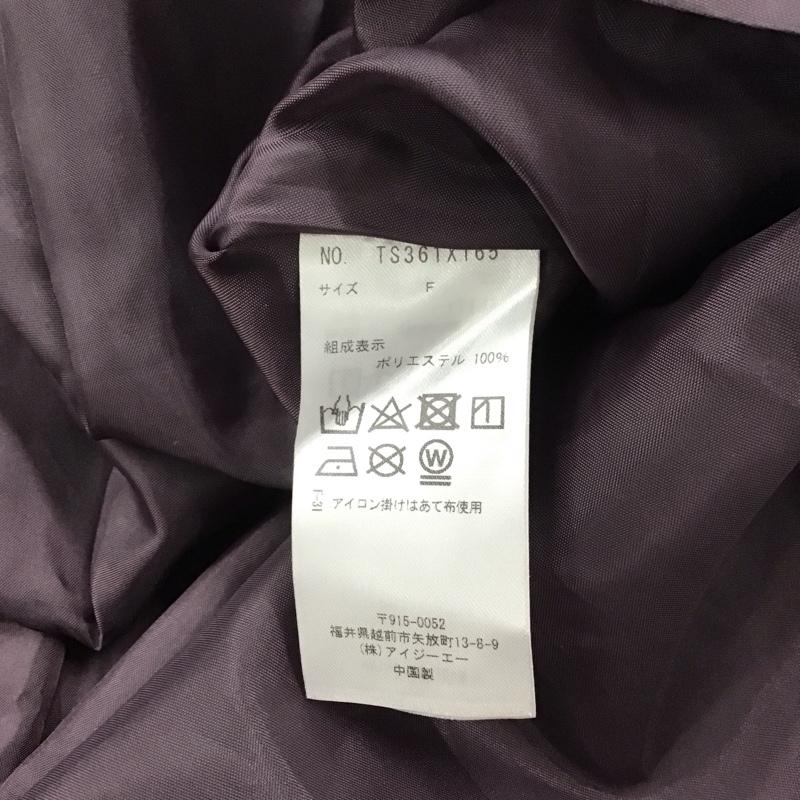 NO. TS361X165
サイズ F
組成表示
ポリエステル 100%
W
F-31 アイロン掛けはあて布使用
〒915-0052
福井県越前市矢放町13-8-9
(株)アイジーエー
中国製